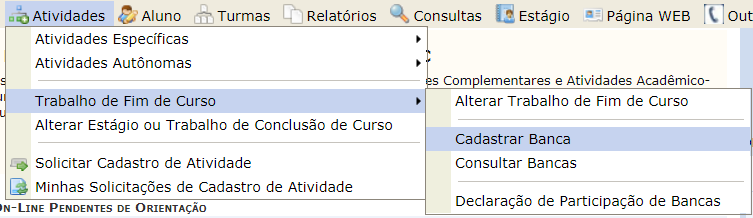 Atividades Aluno Turmas Relatórios Consultas Estágio Página WEB Out
Atividades Específicas
Atividades Autônomas
es Complementares e Atividades Acadêmico-
Trabalho de Fim de Curso
Alterar Trabalho de Fim de Curso
Alterar Estágio ou Trabalho de Conclusão de Curso
Cadastrar Banca
Solicitar Cadastro de Atividade
Consultar Bancas
Minhas Solicitações de Cadastro de Atividade
Declaração de Participação de Bancas
On-Line Pendentes de Orientação